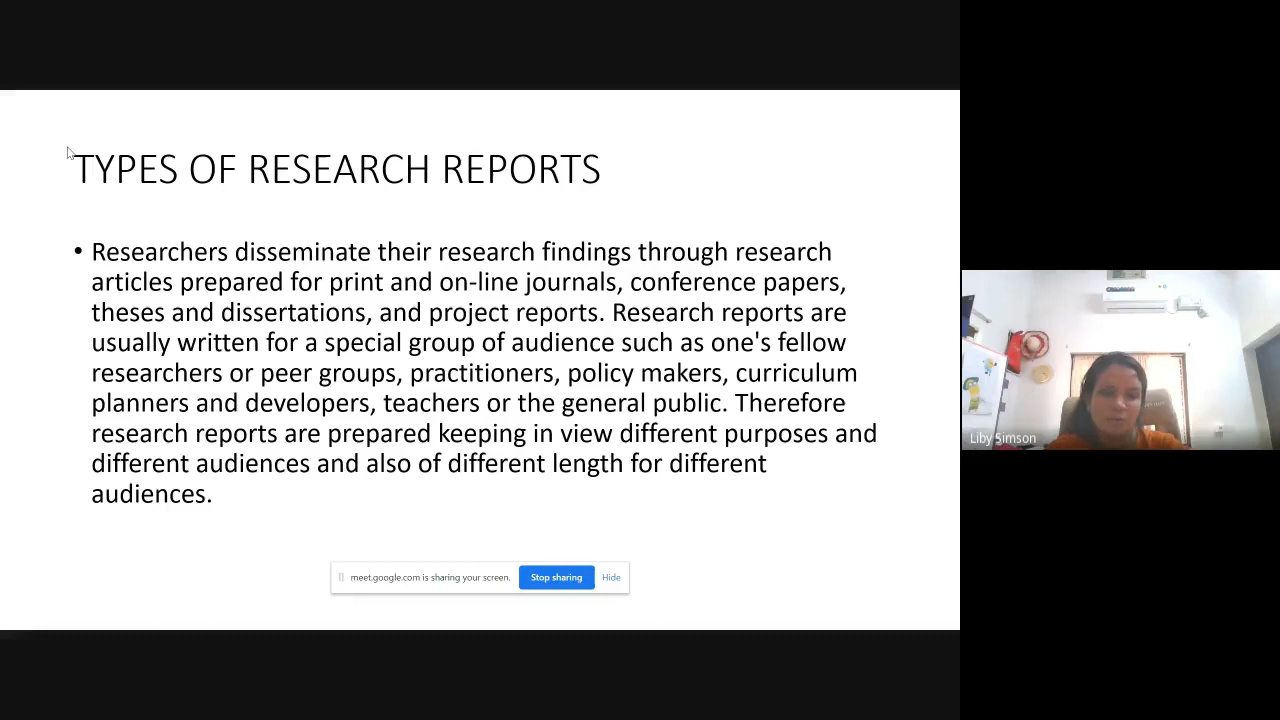 TYPES OF RESEARCH REPORTS
• Researchers disseminate their research findings through research
articles prepared for print and on-line journals, conference papers,
theses and dissertations, and project reports. Research reports are
usually written for a special group of audience such as one's fellow
researchers or peer groups, practitioners, policy makers, curriculum
planners and developers, teachers or the general public. Therefore
research reports are prepared keeping in view different purposes and
different audiences and also of different length for different
audiences.
meet.google.com is sharing your screen. Stop sharing Hide
Liby Simson